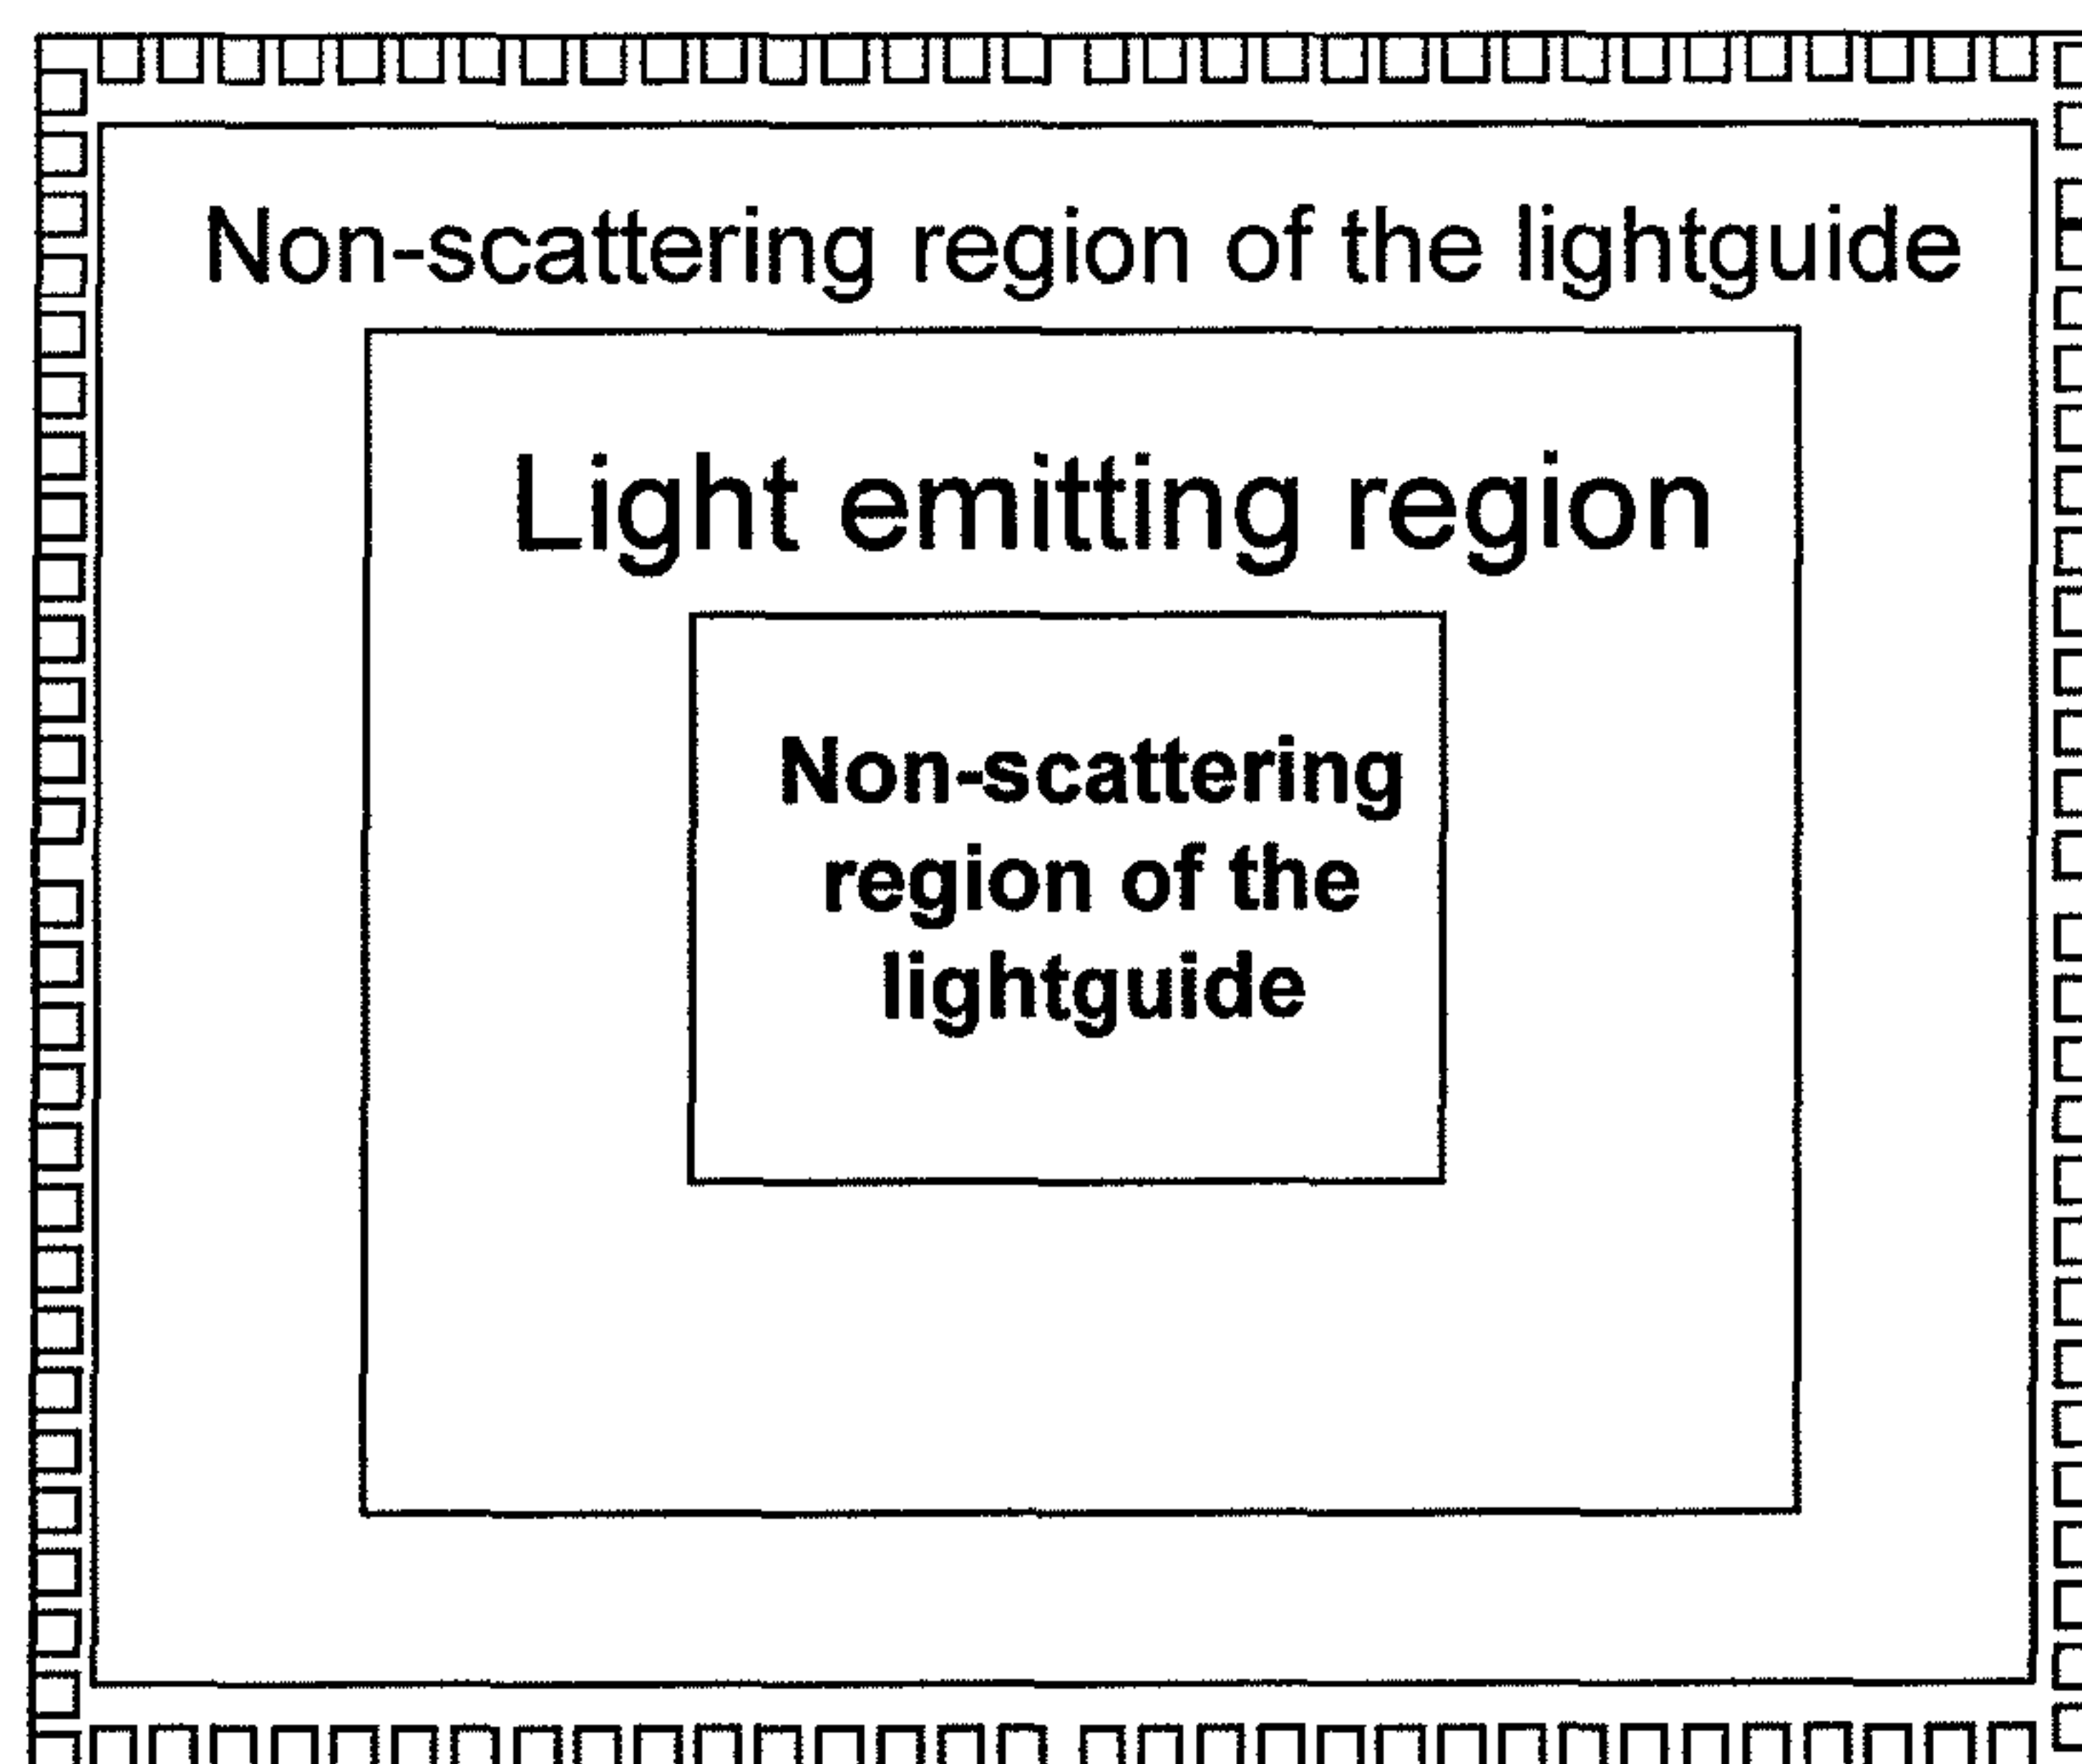 Non-scattering region of the lightguide
Light emitting region
Non-scattering
region of the
lightguide